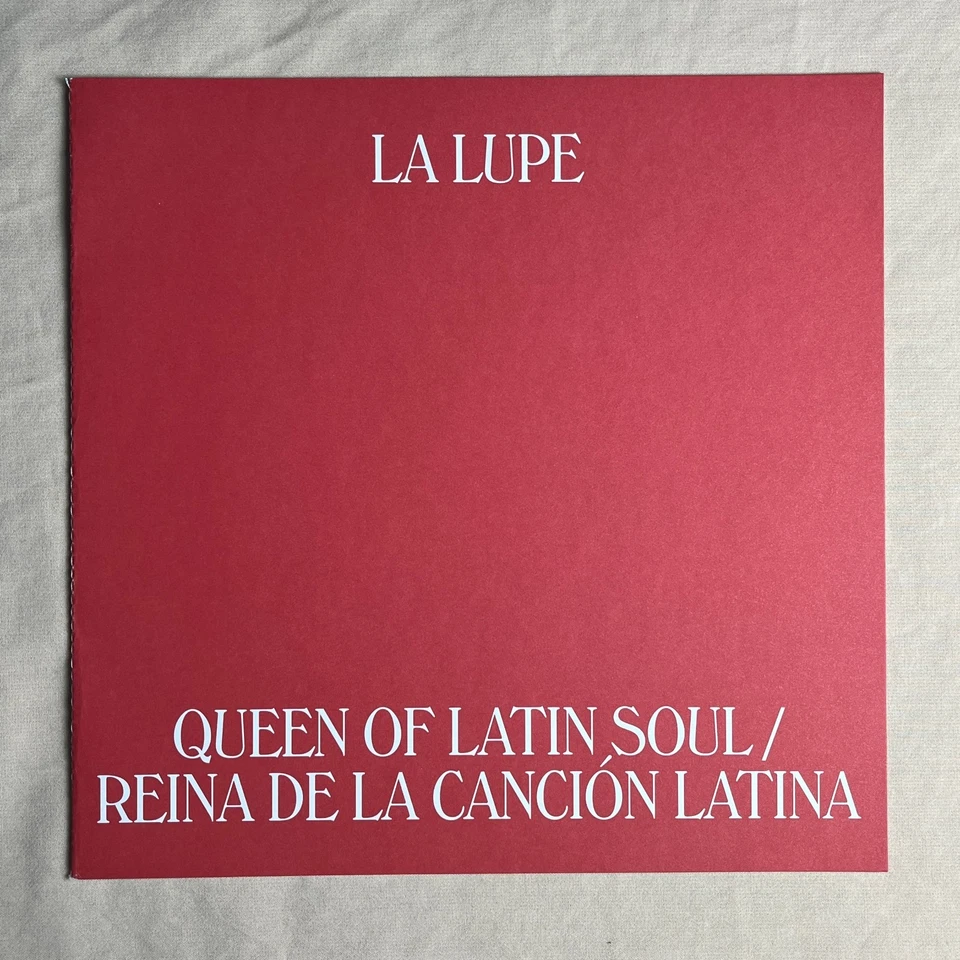 LA LUPE
QUEEN OF LATIN SOUL /
REINA DE LA CANCIÓN LATINA